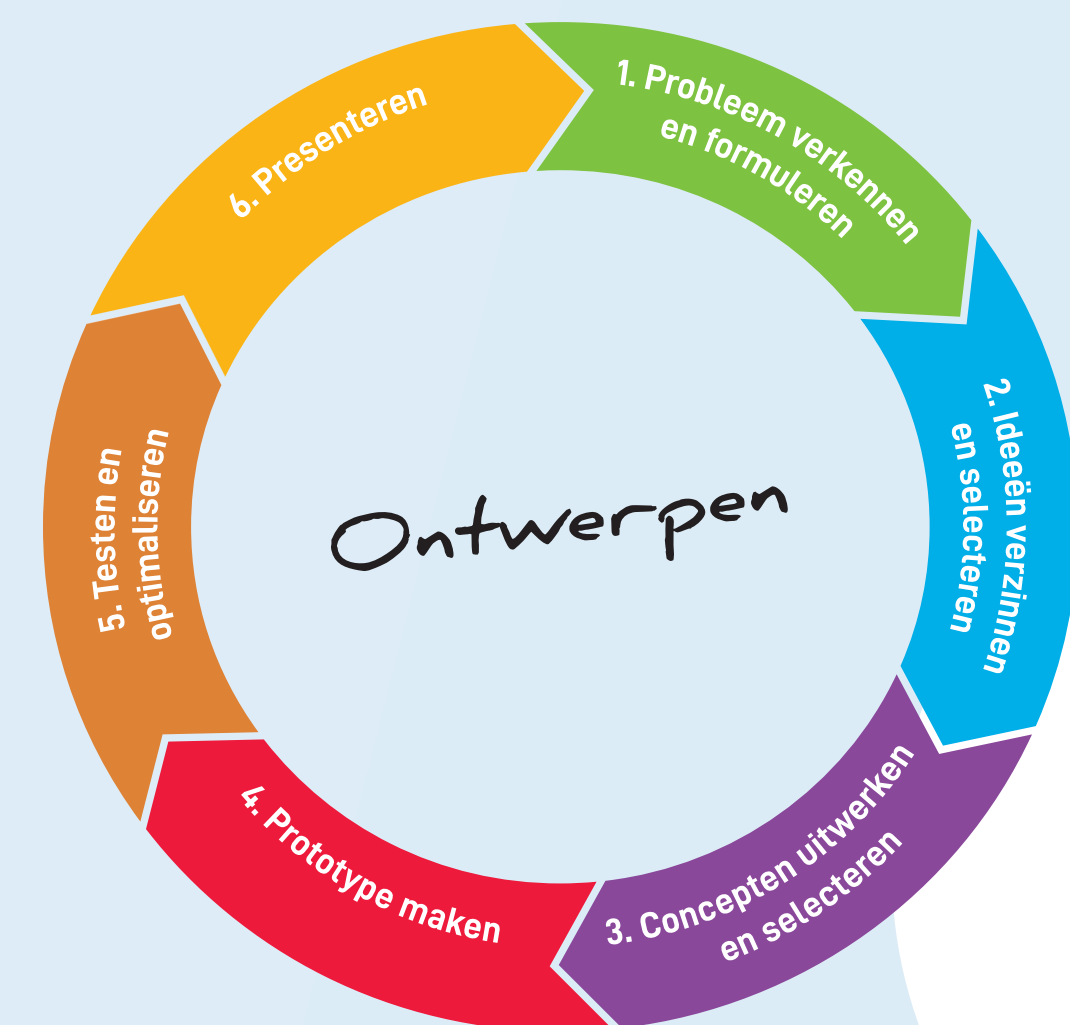 1. Probleem verkennen
en formuleren
2. Ideeën verzinnen
en selecteren
3. Concepten uitwerken
en selecteren
4. Prototype maken
5. Testen en
optimaliseren
6. Presenteren
Ontwerpen